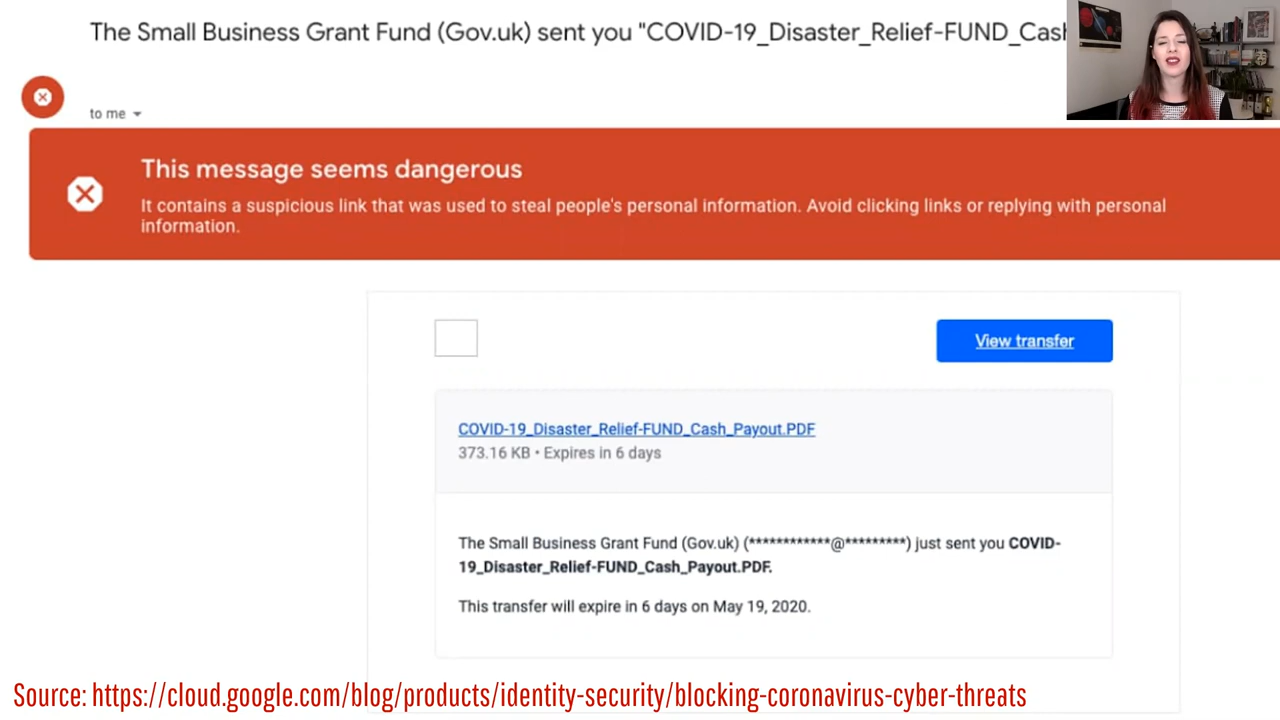 The Small Business Grant Fund (Gov.uk) sent you "COVID-19_Disaster_Relief-FUND_Cash
to me
This message seems dangerous
It contains a suspicious link that was used to steal people's personal information. Avoid clicking links or replying with personal
information.
View transfer
COVID-19_Disaster_Relief-FUND_Cash_Payout.PDF
373.16 KB • Expires in 6 days
The Small Business Grant Fund (Gov.uk) (************@*********) just sent you COVID-
19_Disaster_Relief-FUND_Cash_Payout.PDF.
This transfer will expire in 6 days on May 19, 2020.
Source: https://cloud.google.com/blog/products/identity-security/blocking-coronavirus-cyber-threats